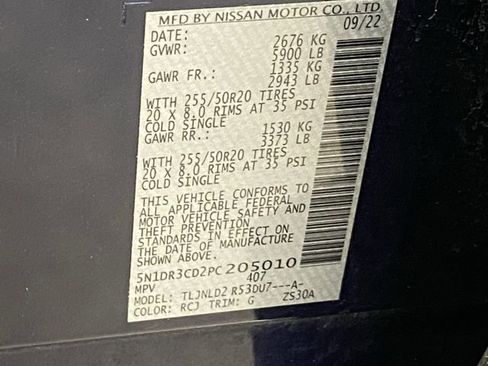 MFD BY NISSAN MOTOR CO., LTD.
DATE: 09/22
GVWR: 2676 KG
5900 LB
GAWR FR.: 1335 KG
2943 LB
WITH 255/50R20 TIRES
20 X 8.0 RIMS AT 35 PSI
COLD SINGLE
GAWR RR.: 1530 KG
3373 LB
WITH 255/50R20 TIRES
20 X 8.0 RIMS AT 35 PSI
COLD SINGLE
THIS VEHICLE CONFORMS TO
ALL APPLICABLE FEDERAL
MOTOR VEHICLE SAFETY AND
THEFT PREVENTION
STANDARDS IN EFFECT ON
THE DATE OF MANUFACTURE
SHOWN ABOVE.
5N1DR3CD2PC205010
MPV 407
MODEL: TLJNLD2 R53DU7---A-
COLOR: RCJ TRIM: G ZS30A